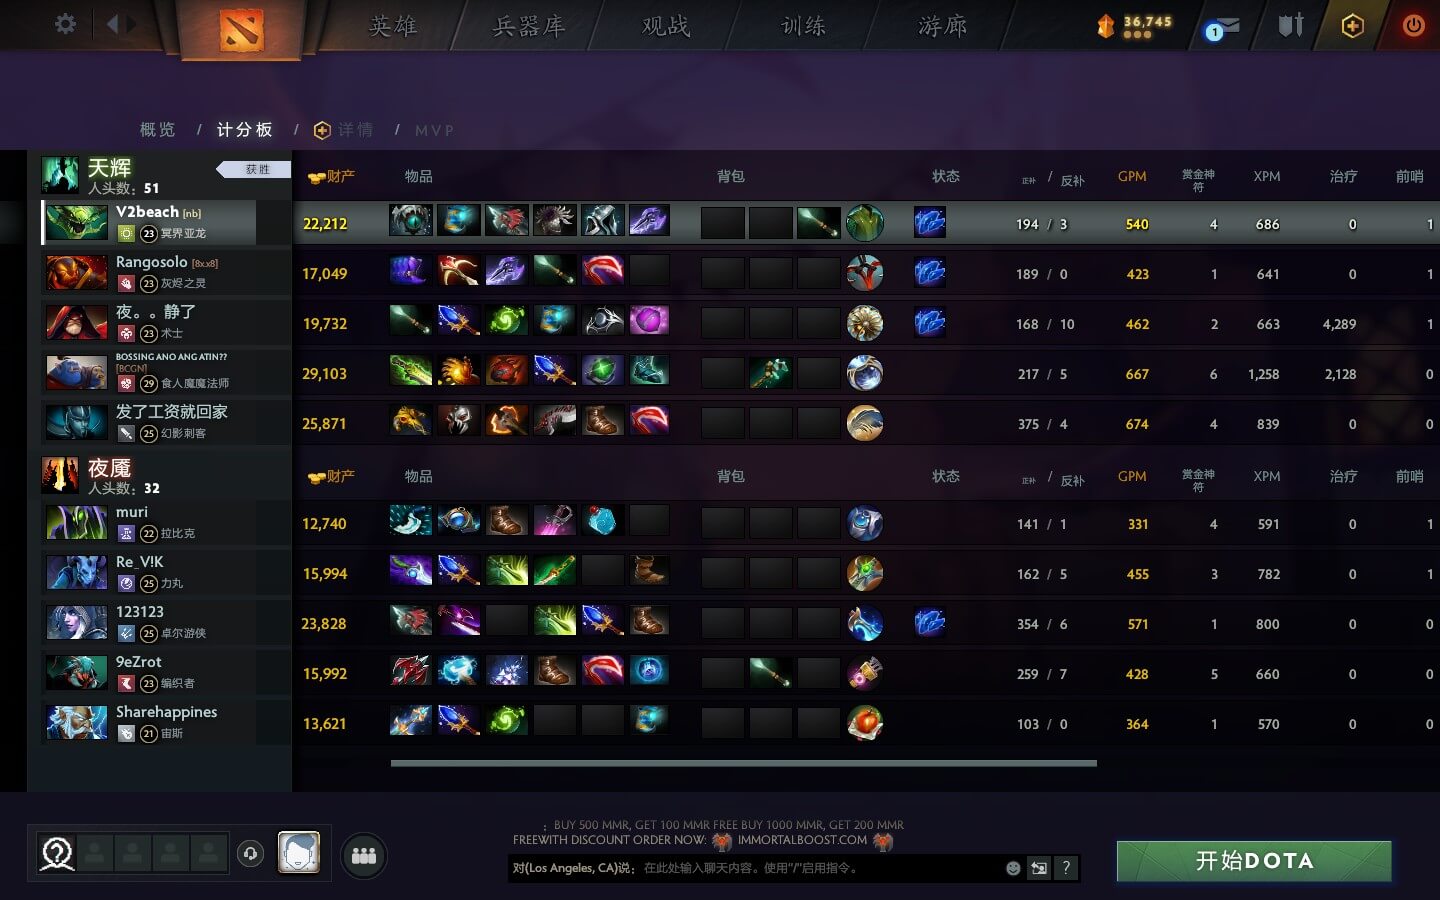 英雄 兵器库 观战 训练 游廊 36,745 1
概览 / 计分板 / 详情 / MVP
天辉 获胜
人头数: 51
财产 物品 背包 状态 正补 / 反补 GPM 赏金神符 XPM 治疗 前哨
V2beach [nb]
23 冥界亚龙
22,212 194 / 3 540 4 686 0 1
Rangosolo [8x.x8]
23 灰烬之灵
17,049 189 / 0 423 1 641 0 1
夜。。静了
23 术士
19,732 168 / 10 462 2 663 4,289 1
BOSSING ANO ANG ATIN??
[BCGN]
29 食人魔魔法师
29,103 217 / 5 667 6 1,258 2,128 0
发了工资就回家
25 幻影刺客
25,871 375 / 4 674 4 839 0 0
夜魇
人头数: 32
财产 物品 背包 状态 正补 / 反补 GPM 赏金神符 XPM 治疗 前哨
muri
22 拉比克
12,740 141 / 1 331 4 591 0 1
Re_V!K
25 力丸
15,994 162 / 5 455 3 782 0 1
123123
25 卓尔游侠
23,828 354 / 6 571 1 800 0 0
9eZrot
23 编织者
15,992 259 / 7 428 5 660 0 0
Sharehappines
21 宙斯
13,621 103 / 0 364 1 570 0 0
: BUY 500 MMR, GET 100 MMR FREE BUY 1000 MMR, GET 200 MMR
FREEWITH DISCOUNT ORDER NOW: IMMORTALBOOST.COM
对(Los Angeles, CA)说: 在此处输入聊天内容。使用"/"启用指令。 ?
开始DOTA